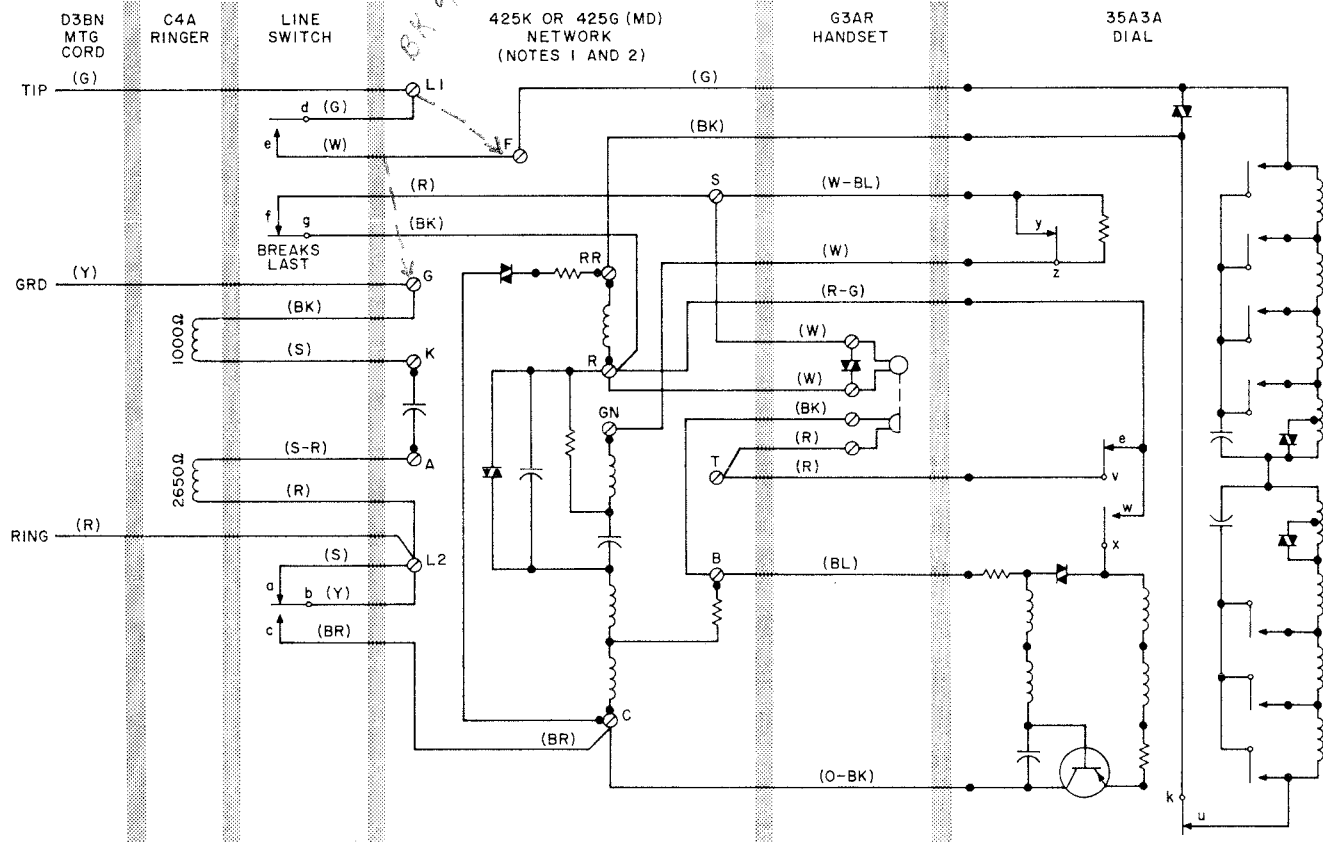 D3BN MTG CORD
C4A RINGER
LINE SWITCH
425K OR 425G (MD) NETWORK (NOTES 1 AND 2)
G3AR HANDSET
35A3A DIAL
BK
TIP (G) L1 (G)
d (G)
e (W) F (BK)
(R) S (W-BL)
f g (BK) y
BREAKS LAST
RR (W) z
GRD (Y) G (R-G)
(BK)
1000Ω
(W)
(S) K R
(W)
GN (BK)
(S-R) A (R) e
2650Ω
T (R) v
(R)
w
RING (R) x
(S) L2 B (BL)
a b (Y)
c (BR)
C
(BR)
(O-BK)
k
u